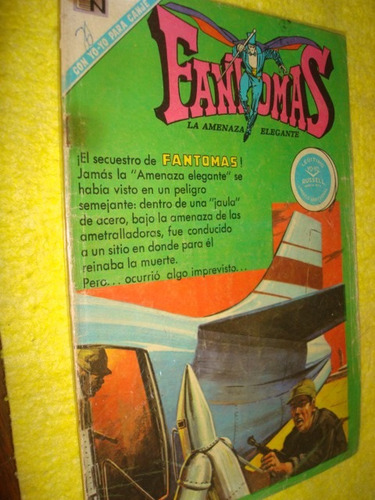 N
CON YO-YO PARA CANJE
FANTOMAS
LA AMENAZA ELEGANTE
¡El secuestro de FANTOMAS!
Jamás la "Amenaza elegante" se
había visto en un peligro
semejante: dentro de una "jaula"
de acero, bajo la amenaza de las
ametralladoras, fue conducido
a un sitio en donde para él
reinaba la muerte.
Pero... ocurrió algo imprevisto...
RUSSELL